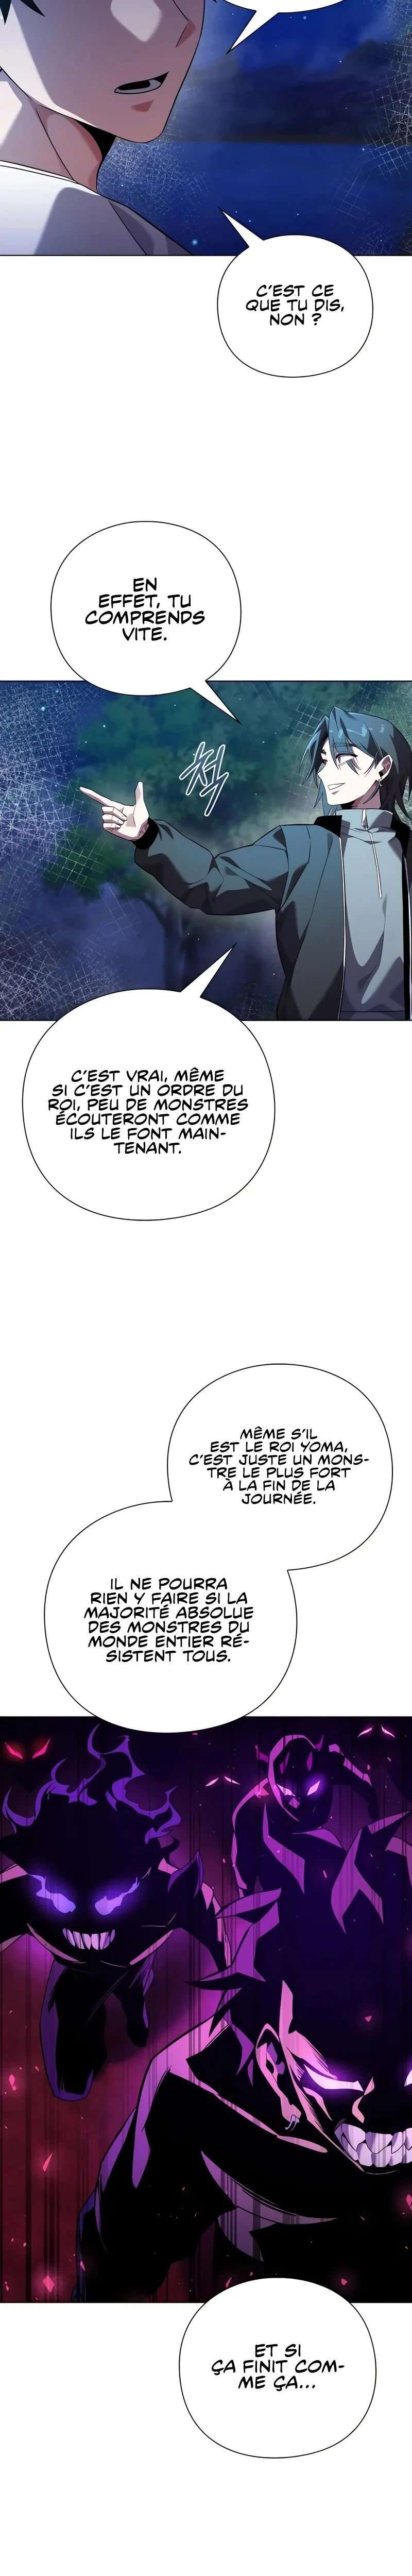 C'EST CE
QUE TU DIS,
NON ?
EN
EFFET, TU
COMPRENDS
VITE.
척
C'EST VRAI, MÊME
SI C'EST UN ORDRE DU
ROI, PEU DE MONSTRES
ÉCOUTERONT COMME
ILS LE FONT MAIN-
TENANT.
MÊME S'IL
EST LE ROI YOMA,
C'EST JUSTE UN MONS-
TRE LE PLUS FORT
À LA FIN DE LA
JOURNÉE.
IL NE POURRA
RIEN Y FAIRE SI LA
MAJORITÉ ABSOLUE
DES MONSTRES DU
MONDE ENTIER RÉ-
SISTENT TOUS.
ET SI
ÇA FINIT COM-
ME ÇA...